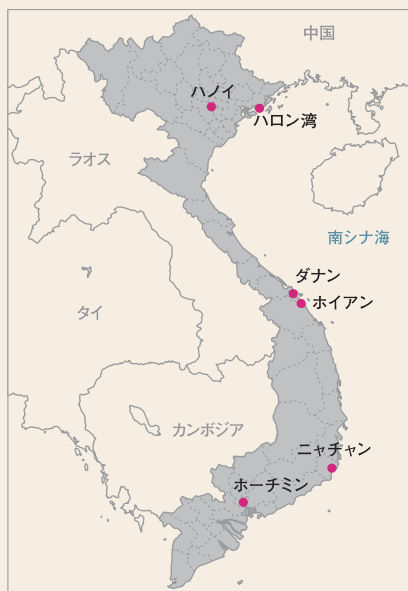 中国
ハノイ
ハロン湾
ラオス
南シナ海
ダナン
ホイアン
タイ
カンボジア
ニャチャン
ホーチミン